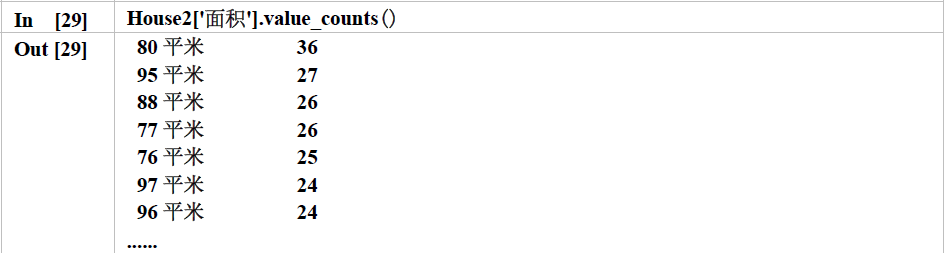 In [29] House2['面积'].value_counts()
Out [29] 80 平米 36
95 平米 27
88 平米 26
77 平米 26
76 平米 25
97 平米 24
96 平米 24
......